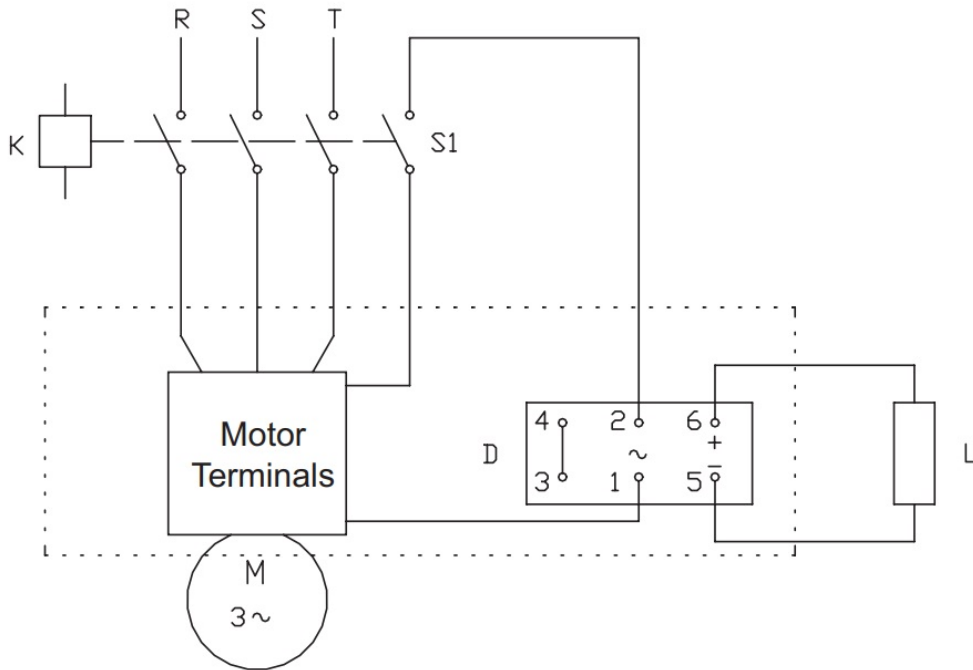 R S T
K
S1
Motor
Terminals
4 2 6
+
D ~ L
−
3 1 5
M
3~